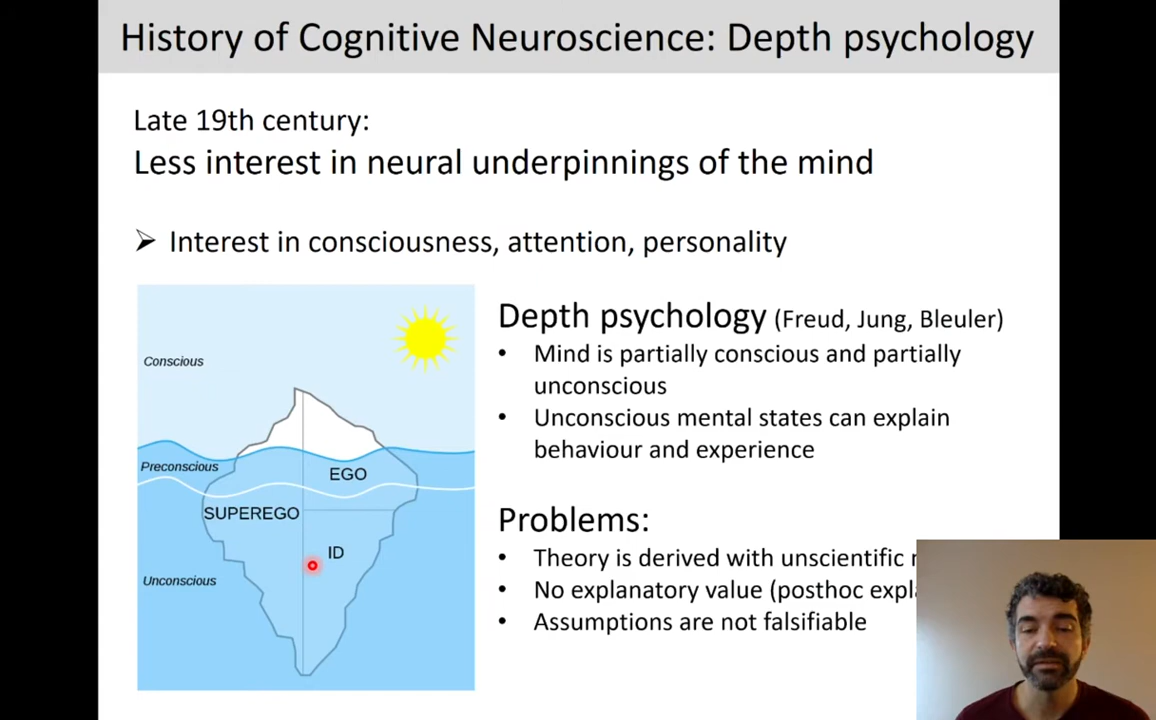 History of Cognitive Neuroscience: Depth psychology
Late 19th century:
Less interest in neural underpinnings of the mind
➢ Interest in consciousness, attention, personality
Conscious
Preconscious
EGO
SUPEREGO
ID
Unconscious
Depth psychology (Freud, Jung, Bleuler)
• Mind is partially conscious and partially
unconscious
• Unconscious mental states can explain
behaviour and experience
Problems:
• Theory is derived with unscientific
• No explanatory value (posthoc
• Assumptions are not falsifiable